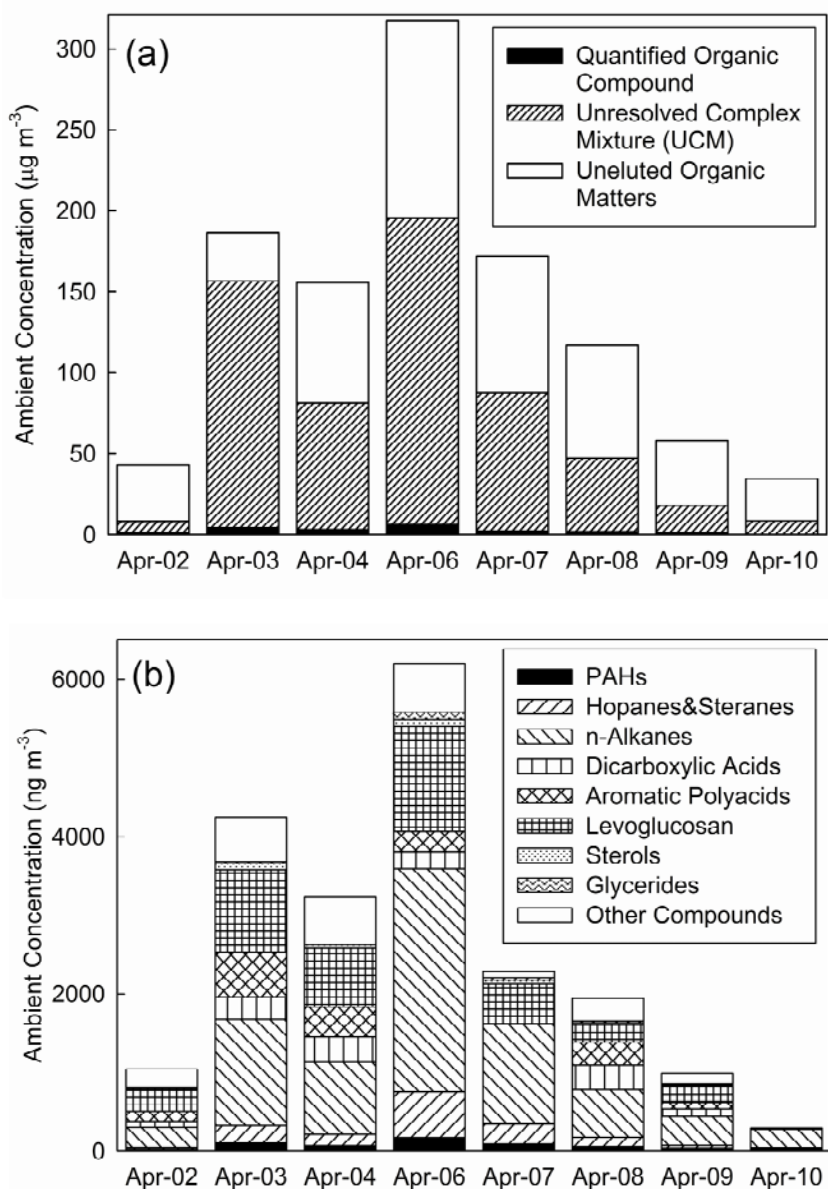 (a)
Quantified Organic
Compound
Unresolved Complex
Mixture (UCM)
Uneluted Organic
Matters
Ambient Concentration (µg m⁻³)
300
250
200
150
100
50
0
Apr-02 Apr-03 Apr-04 Apr-06 Apr-07 Apr-08 Apr-09 Apr-10
(b)
PAHs
Hopanes&Steranes
n-Alkanes
Dicarboxylic Acids
Aromatic Polyacids
Levoglucosan
Sterols
Glycerides
Other Compounds
Ambient Concentration (ng m⁻³)
6000
4000
2000
0
Apr-02 Apr-03 Apr-04 Apr-06 Apr-07 Apr-08 Apr-09 Apr-10